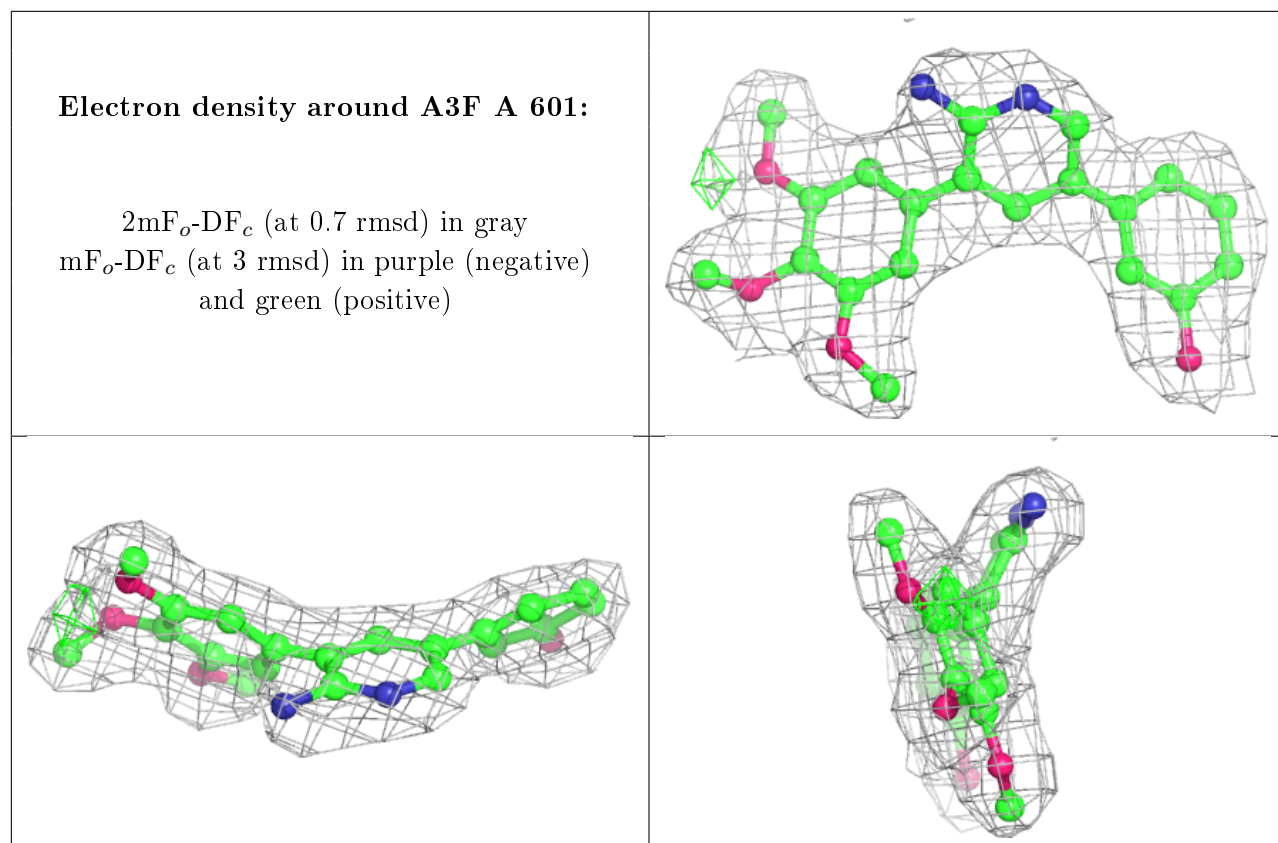 Electron density around A3F A 601:
2mFo-DFc (at 0.7 rmsd) in gray
mFo-DFc (at 3 rmsd) in purple (negative)
and green (positive)